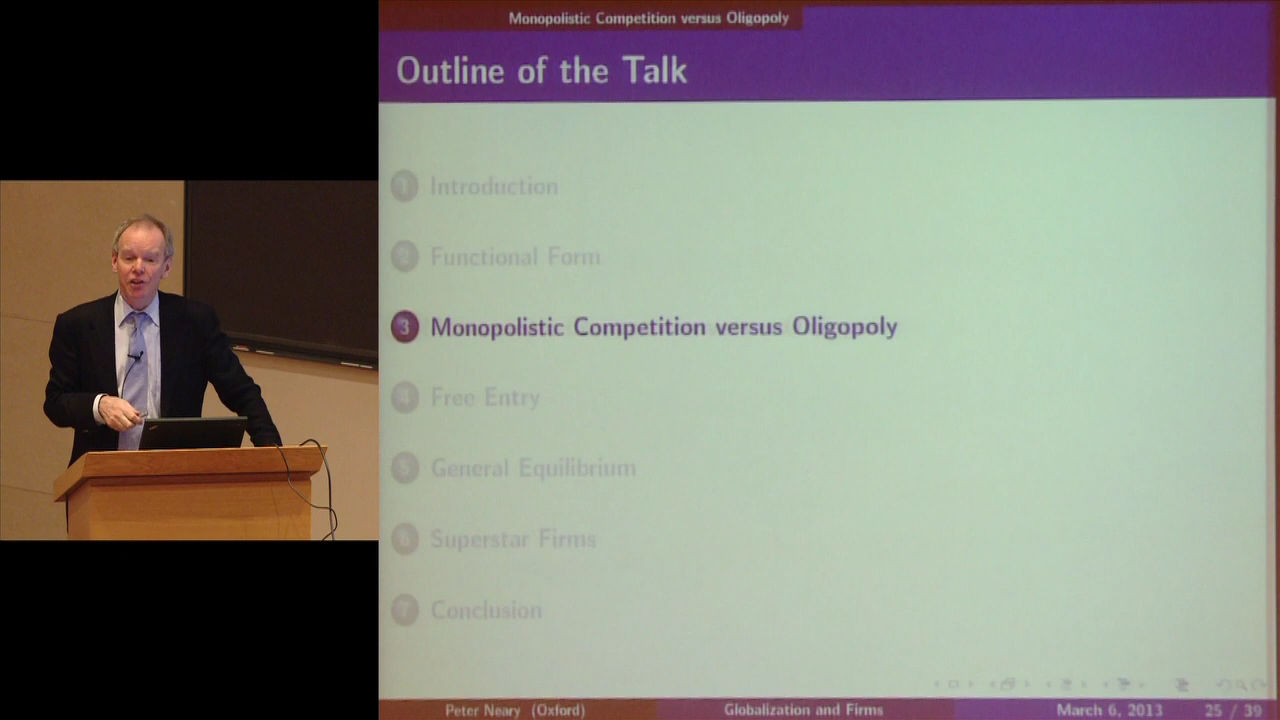 Monopolistic Competition versus Oligopoly
Outline of the Talk
1 Introduction
2 Functional Form
3 Monopolistic Competition versus Oligopoly
4 Free Entry
5 General Equilibrium
6 Superstar Firms
7 Conclusion
Peter Neary (Oxford) Globalization and Firms March 6, 2013 25 / 39